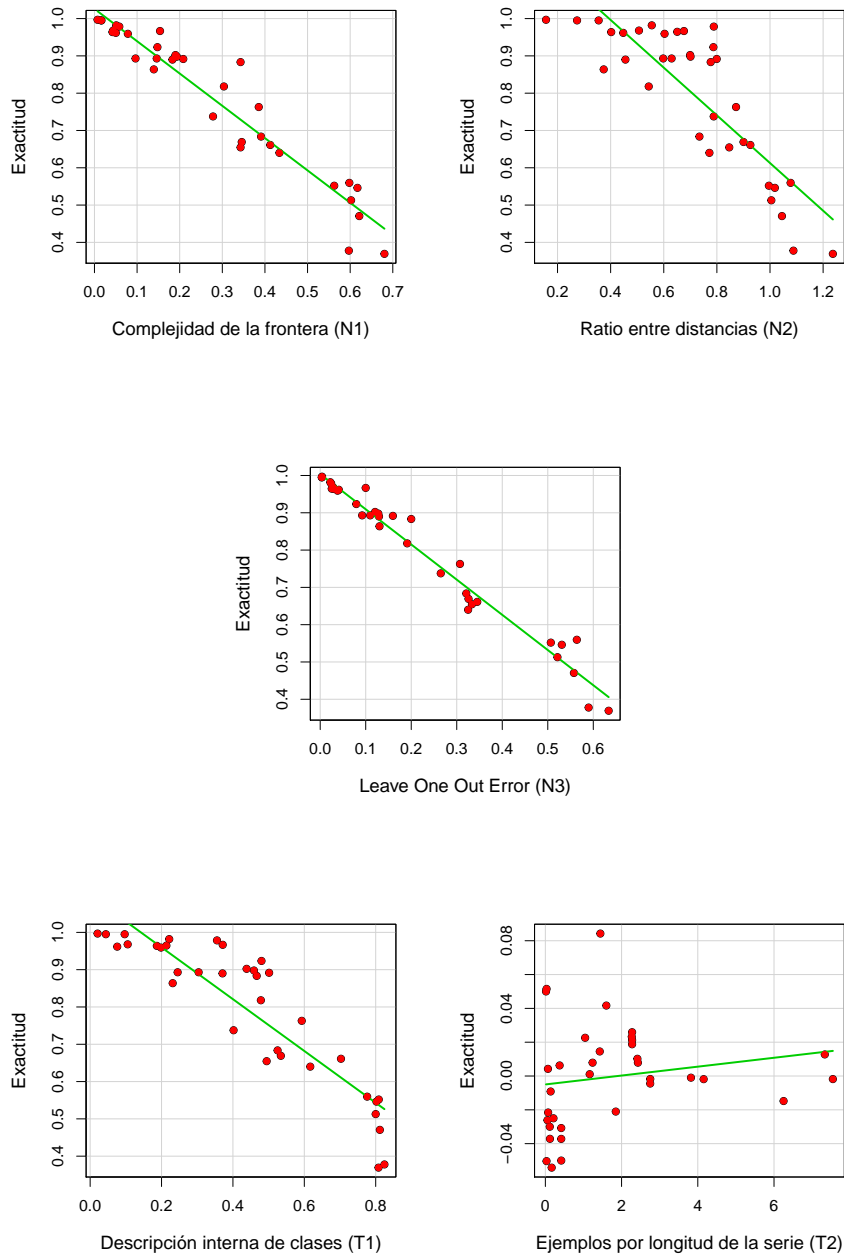 1.0
0.9
0.8
0.7
0.6
0.5
0.4
Exactitud
0.0 0.1 0.2 0.3 0.4 0.5 0.6 0.7
Complejidad de la frontera (N1)
1.0
0.9
0.8
0.7
0.6
0.5
0.4
Exactitud
0.2 0.4 0.6 0.8 1.0 1.2
Ratio entre distancias (N2)
1.0
0.9
0.8
0.7
0.6
0.5
0.4
Exactitud
0.0 0.1 0.2 0.3 0.4 0.5 0.6
Leave One Out Error (N3)
1.0
0.9
0.8
0.7
0.6
0.5
0.4
Exactitud
0.0 0.2 0.4 0.6 0.8
Descripción interna de clases (T1)
0.08
0.04
0.00
−0.04
Exactitud
0 2 4 6
Ejemplos por longitud de la serie (T2)